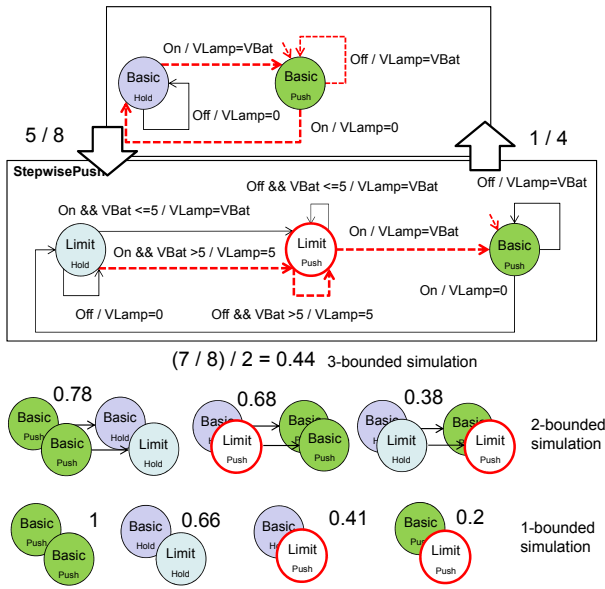 On / VLamp=VBat
Off / VLamp=VBat
Basic
Hold
Basic
Push
Off / VLamp=0
On / VLamp=0
5 / 8
1 / 4
StepwisePush
Off && VBat <=5 / VLamp=VBat
Off / VLamp=VBat
On && VBat <=5 / VLamp=VBat
Limit
Hold
On && VBat >5 / VLamp=5
Limit
Push
On / VLamp=VBat
Basic
Push
On / VLamp=0
Off / VLamp=0
Off && VBat >5 / VLamp=5
(7 / 8) / 2 = 0.44 3-bounded simulation
0.78
Basic
Push
Basic
Push
Basic
Hold
Limit
Hold
0.68
Basic
Limit
Push
Basic
Basic
Push
0.38
Basic
Limit
Hold
Basic
Limit
Push
2-bounded
simulation
Basic
Push
Basic
Push
1
Basic
Hold
Limit
Hold
0.66
Basic
Hold
Limit
Push
0.41
Basic
Push
Limit
Push
0.2
1-bounded
simulation